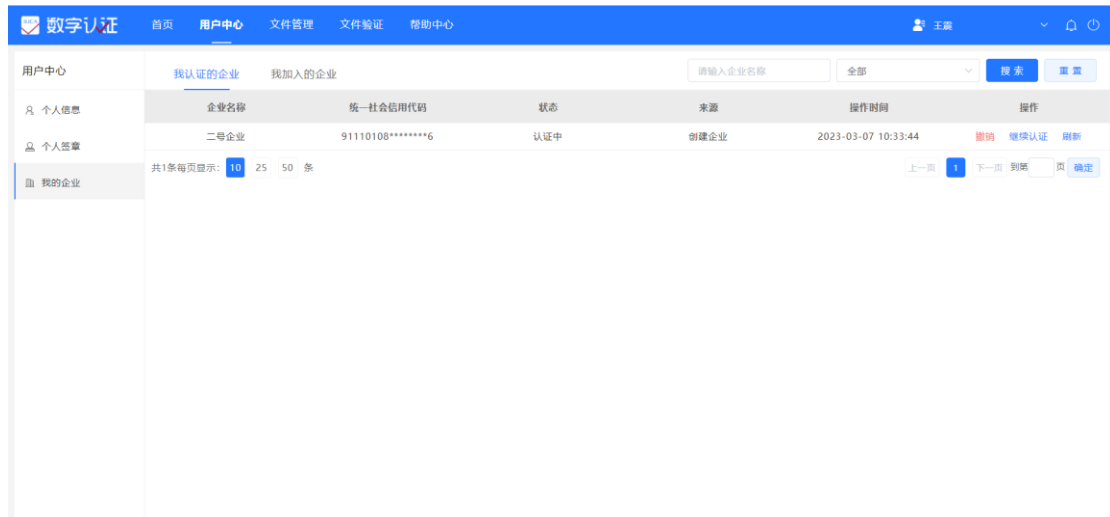 数字认证 首页 用户中心 文件管理 文件验证 帮助中心 王震
用户中心
个人信息
个人签章
我的企业
我认证的企业 我加入的企业 请输入企业名称 全部 搜索 重置
企业名称 统一社会信用代码 状态 来源 操作时间 操作
二号企业 91110108********6 认证中 创建企业 2023-03-07 10:33:44 撤销 继续认证 刷新
共1条每页显示: 10 25 50 条 上一页 1 下一页 到第 页 确定